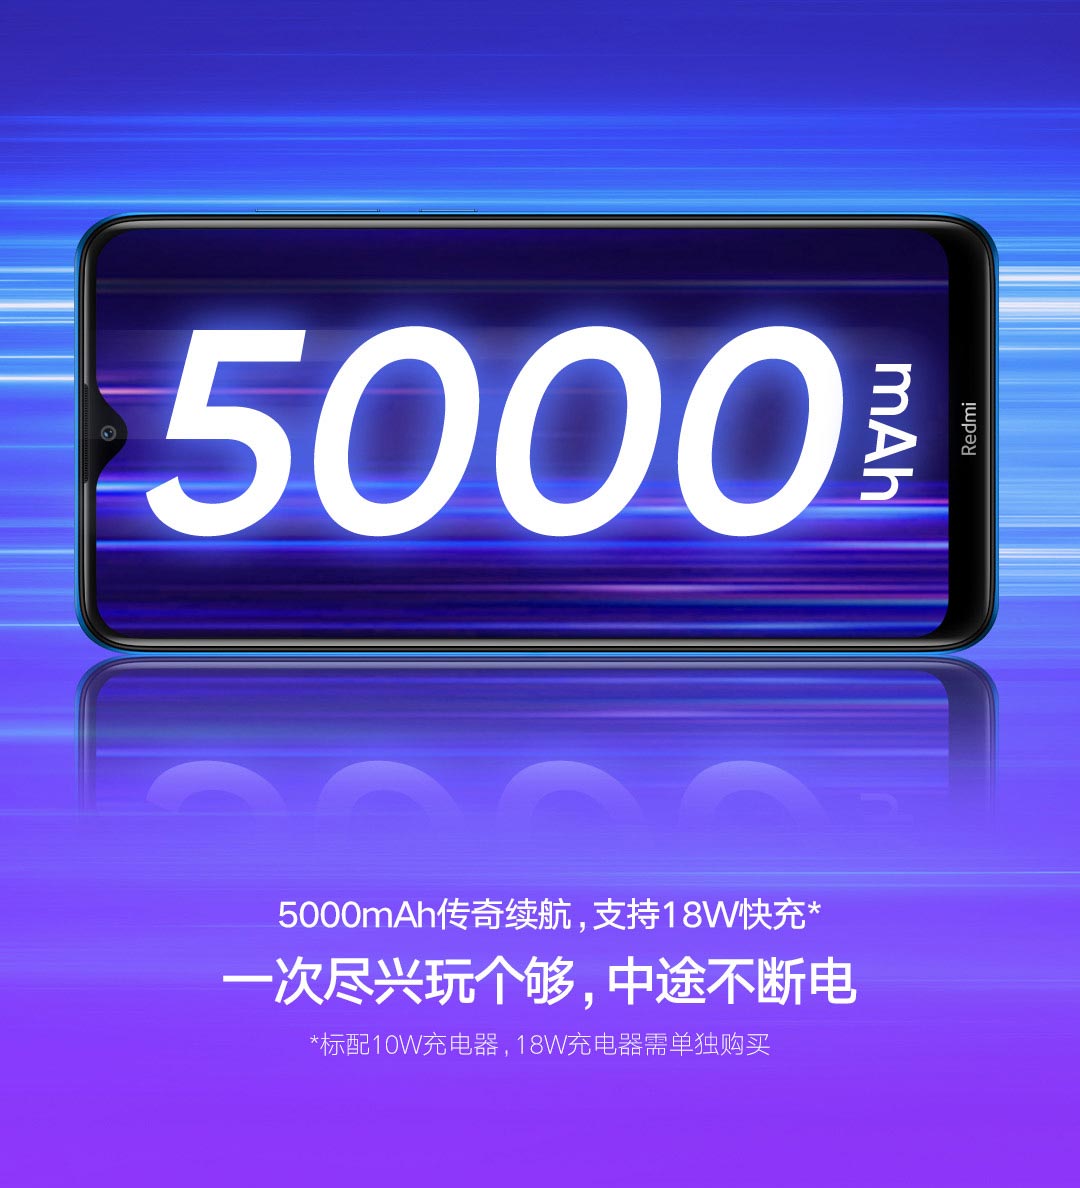 5000
mAh
Redmi
5000mAh传奇续航,支持18W快充*
一次尽兴玩个够,中途不断电
*标配10W充电器,18W充电器需单独购买